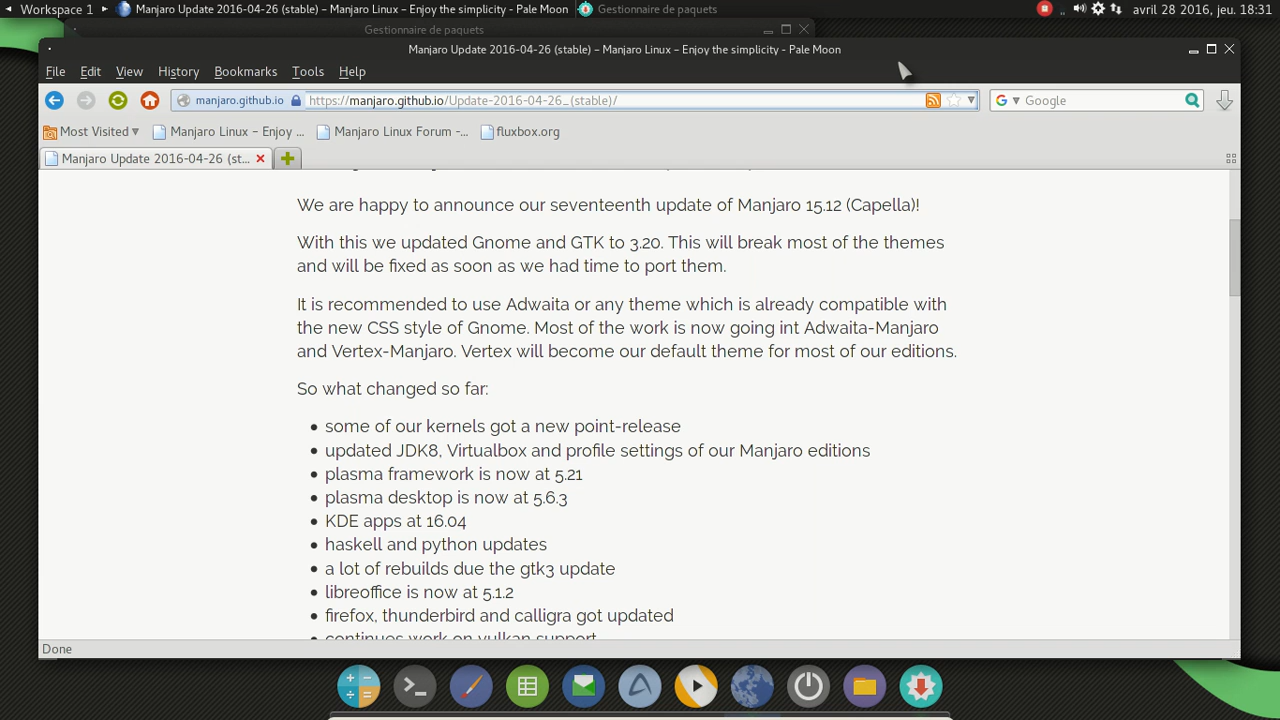 Workspace 1
Manjaro Update 2016-04-26 (stable) – Manjaro Linux – Enjoy the simplicity - Pale Moon
Gestionnaire de paquets
avril 28 2016, jeu. 18:31
Gestionnaire de paquets
Manjaro Update 2016-04-26 (stable) – Manjaro Linux – Enjoy the simplicity - Pale Moon
File Edit View History Bookmarks Tools Help
manjaro.github.io https://manjaro.github.io/Update-2016-04-26_(stable)/
Google
Most Visited
Manjaro Linux – Enjoy ...
Manjaro Linux Forum -...
fluxbox.org
Manjaro Update 2016-04-26 (st...
We are happy to announce our seventeenth update of Manjaro 15.12 (Capella)!
With this we updated Gnome and GTK to 3.20. This will break most of the themes
and will be fixed as soon as we had time to port them.
It is recommended to use Adwaita or any theme which is already compatible with
the new CSS style of Gnome. Most of the work is now going int Adwaita-Manjaro
and Vertex-Manjaro. Vertex will become our default theme for most of our editions.
So what changed so far:
• some of our kernels got a new point-release
• updated JDK8, Virtualbox and profile settings of our Manjaro editions
• plasma framework is now at 5.21
• plasma desktop is now at 5.6.3
• KDE apps at 16.04
• haskell and python updates
• a lot of rebuilds due the gtk3 update
• libreoffice is now at 5.1.2
• firefox, thunderbird and calligra got updated
• continues work on vulkan support
Done